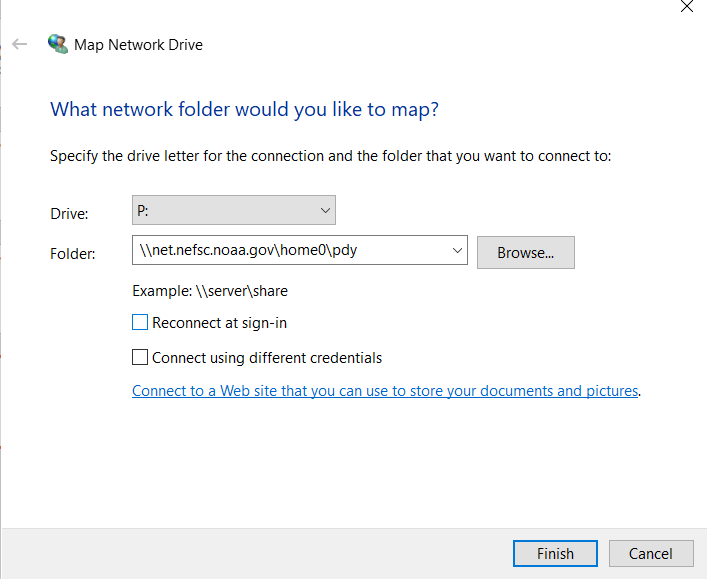 Map Network Drive
What network folder would you like to map?
Specify the drive letter for the connection and the folder that you want to connect to:
Drive: P:
Folder: \\net.nefsc.noaa.gov\home0\pdy Browse...
Example: \\server\share
Reconnect at sign-in
Connect using different credentials
Connect to a Web site that you can use to store your documents and pictures.
Finish Cancel